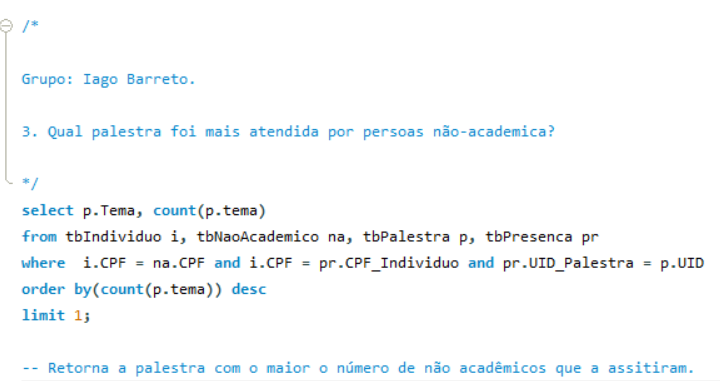 /*
Grupo: Iago Barreto.
3. Qual palestra foi mais atendida por persoas não-academica?
*/
select p.Tema, count(p.tema)
from tbIndividuo i, tbNaoAcademico na, tbPalestra p, tbPresenca pr
where  i.CPF = na.CPF and i.CPF = pr.CPF_Individuo and pr.UID_Palestra = p.UID
order by(count(p.tema)) desc
limit 1;
-- Retorna a palestra com o maior o número de não acadêmicos que a assitiram.